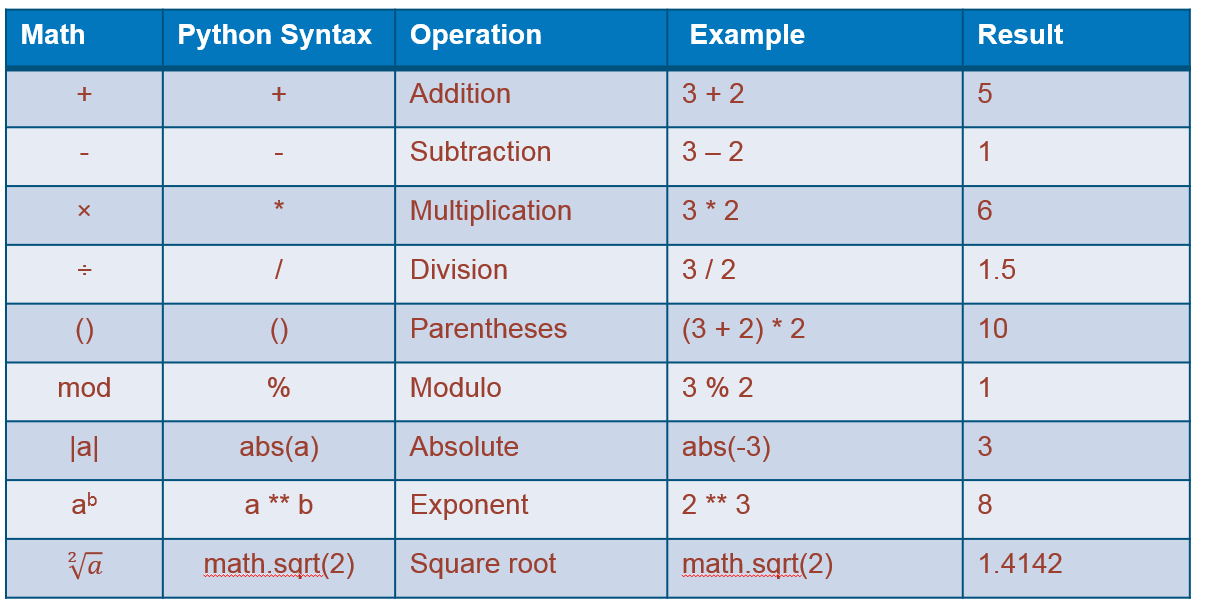 Math Python Syntax Operation Example Result
+ + Addition 3 + 2 5
- - Subtraction 3 – 2 1
× * Multiplication 3 * 2 6
÷ / Division 3 / 2 1.5
() () Parentheses (3 + 2) * 2 10
mod % Modulo 3 % 2 1
|a| abs(a) Absolute abs(-3) 3
aᵇ a ** b Exponent 2 ** 3 8
²√a math.sqrt(2) Square root math.sqrt(2) 1.4142